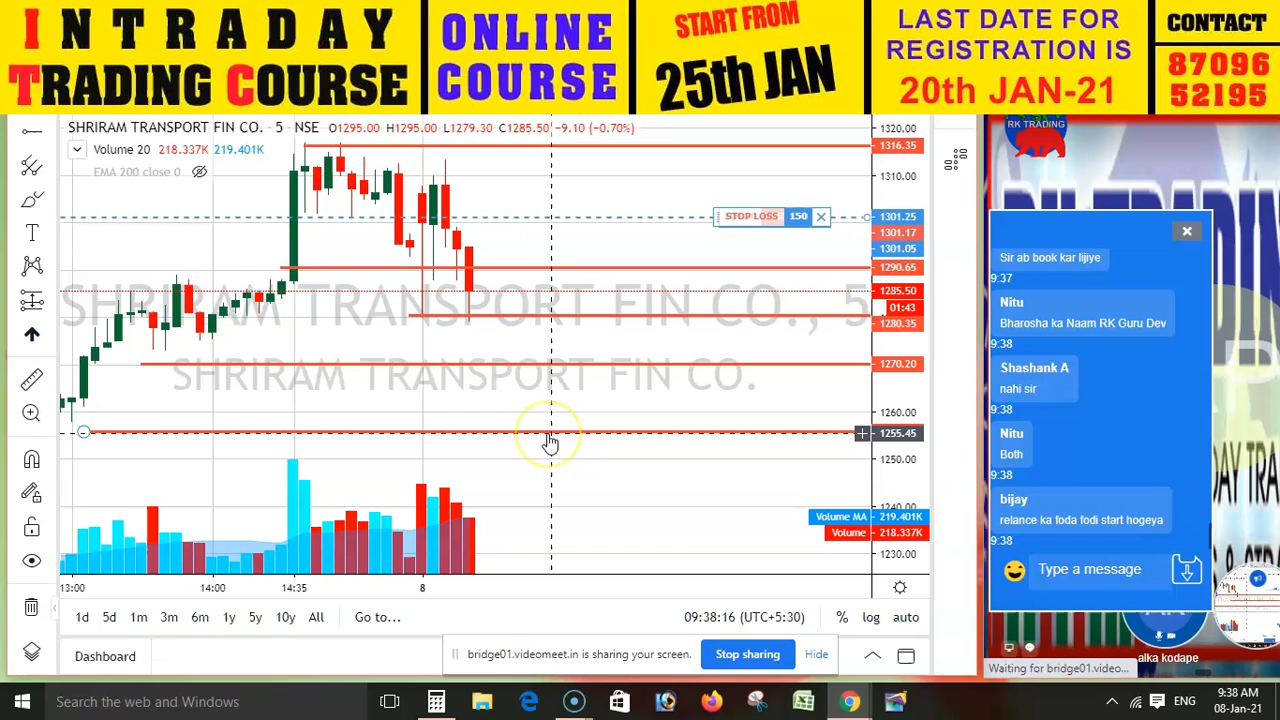 INTRADAY
TRADING COURSE
ONLINE
COURSE
START FROM
25th JAN
LAST DATE FOR
REGISTRATION IS
20th JAN-21
CONTACT
87096
52195
SHRIRAM TRANSPORT FIN CO. · 5 · NSE O1295.00 H1295.00 L1279.30 C1285.50 -9.10 (-0.70%)
Volume 20 218.337K 219.401K
EMA 200 close 0
1320.00
1316.35
1310.00
STOP LOSS 150
1301.25
1301.17
1301.05
1290.65
1285.50
01:43
1280.35
1270.20
1260.00
1255.45
1250.00
1240.00
1230.00
SHRIRAM TRANSPORT FIN CO., 5
SHRIRAM TRANSPORT FIN CO.
Volume MA 219.401K
Volume 218.337K
13:00 14:00 14:35 8
1d 5d 1m 3m 6m 1y 5y 10y All Go to...
09:38:16 (UTC+5:30) % log auto
Dashboard
bridge01.videomeet.in is sharing your screen. Stop sharing Hide
RK TRADING
Sir ab book kar lijiye
9:37
Nitu
Bharosha ka Naam RK Guru Dev
9:38
Shashank A
nahi sir
9:38
Nitu
Both
9:38
bijay
relance ka foda fodi start hogeya
9:38
Type a message
alka kodape
Waiting for bridge01.video...
Search the web and Windows
ENG
9:38 AM
08-Jan-21